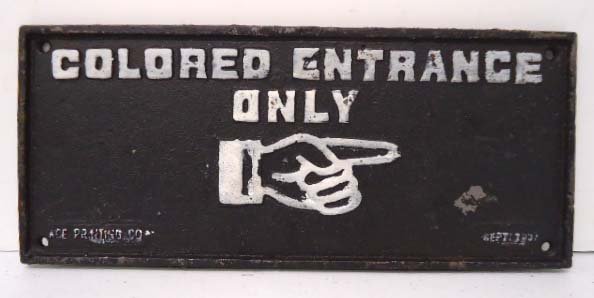 COLORED ENTRANCE
ONLY
ACE PRINTING CO